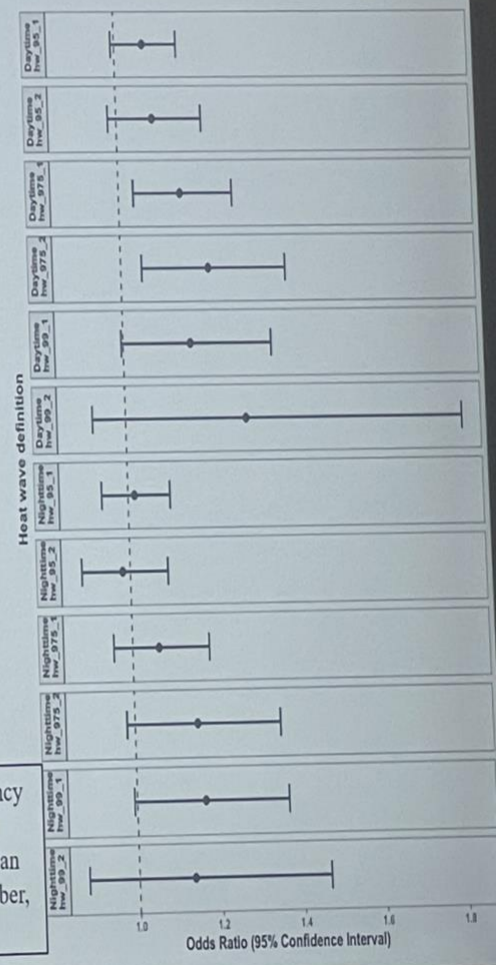 Heat wave definition
Daytime
hw_95_1
Daytime
hw_95_2
Daytime
hw_975_1
Daytime
hw_975_2
Daytime
hw_99_1
Daytime
hw_99_2
Nighttime
hw_95_1
Nighttime
hw_95_2
Nighttime
hw_975_1
Nighttime
hw_975_2
Nighttime
hw_99_1
Nighttime
hw_99_2
ncy
an
ber,
1.0 1.2 1.4 1.6 1.8
Odds Ratio (95% Confidence Interval)